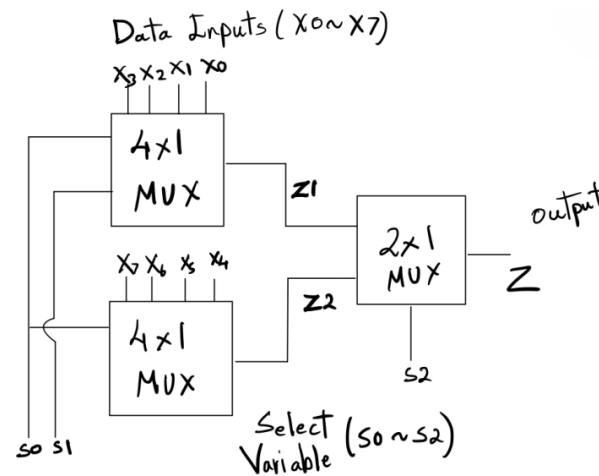 Data Inputs (X0~X7)
X3 X2 X1 X0
4x1
MUX
Z1
output
2x1
MUX
Z
X7 X6 X5 X4
Z2
4x1
MUX
S2
S0 S1
Select
Variable (S0~S2)